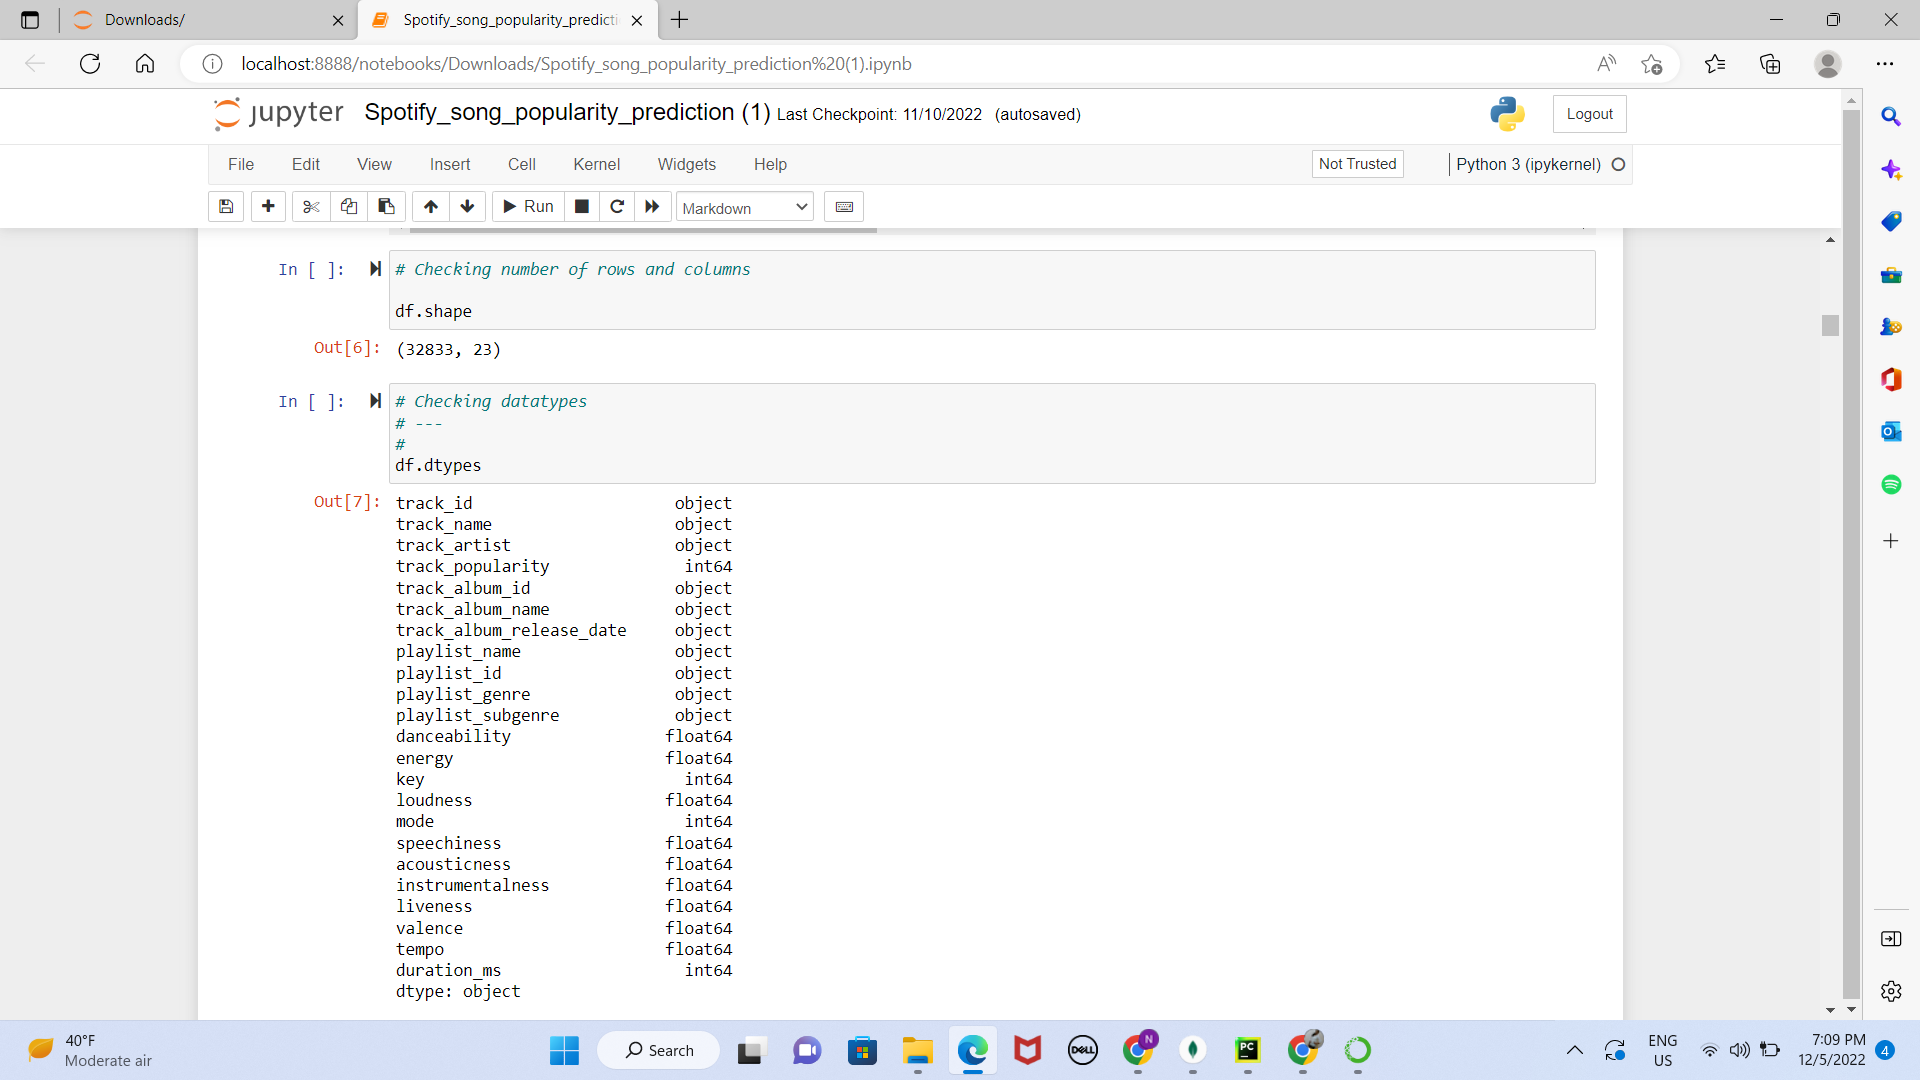 Downloads/
Spotify_song_popularity_predicti
localhost:8888/notebooks/Downloads/Spotify_song_popularity_prediction%20(1).ipynb
jupyter Spotify_song_popularity_prediction (1) Last Checkpoint: 11/10/2022 (autosaved)
Logout
File Edit View Insert Cell Kernel Widgets Help
Not Trusted
Python 3 (ipykernel)
Run
Markdown
In [ ]: # Checking number of rows and columns
df.shape
Out[6]: (32833, 23)
In [ ]: # Checking datatypes
# ---
#
df.dtypes
Out[7]: track_id object
track_name object
track_artist object
track_popularity int64
track_album_id object
track_album_name object
track_album_release_date object
playlist_name object
playlist_id object
playlist_genre object
playlist_subgenre object
danceability float64
energy float64
key int64
loudness float64
mode int64
speechiness float64
acousticness float64
instrumentalness float64
liveness float64
valence float64
tempo float64
duration_ms int64
dtype: object
40°F
Moderate air
Search
DELL
N
PC
ENG
US
7:09 PM
12/5/2022
4